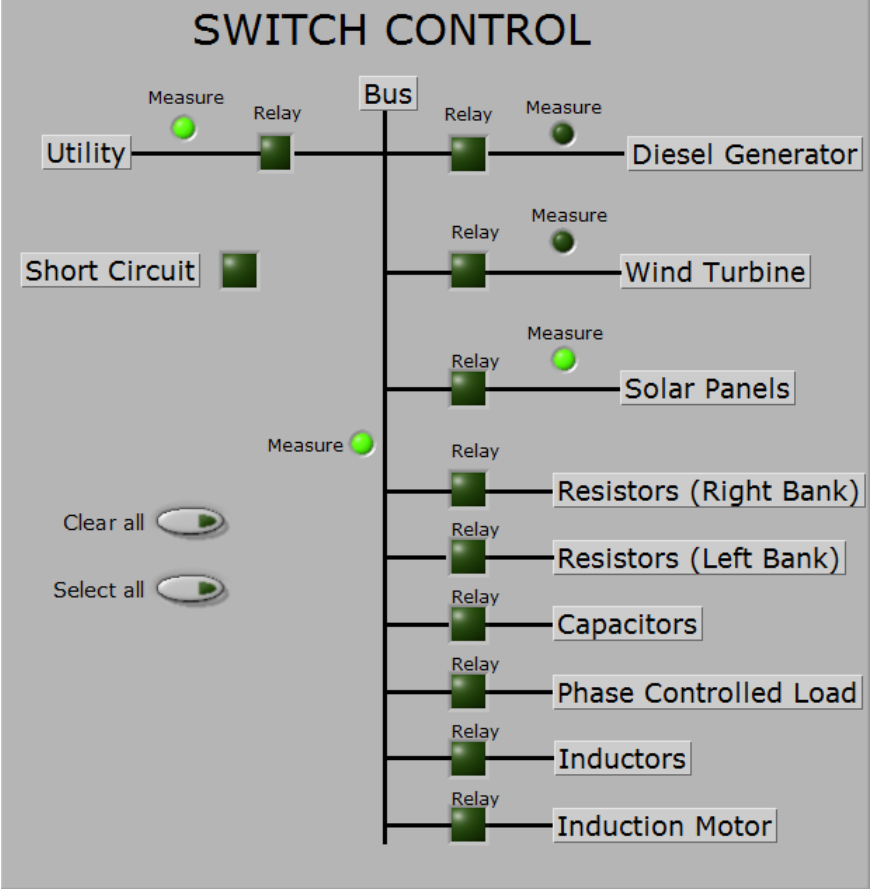 SWITCH CONTROL
Measure
Relay
Bus
Relay
Measure
Utility
Diesel Generator
Measure
Relay
Short Circuit
Wind Turbine
Measure
Relay
Solar Panels
Measure
Relay
Resistors (Right Bank)
Clear all
Relay
Resistors (Left Bank)
Select all
Relay
Capacitors
Relay
Phase Controlled Load
Relay
Inductors
Relay
Induction Motor